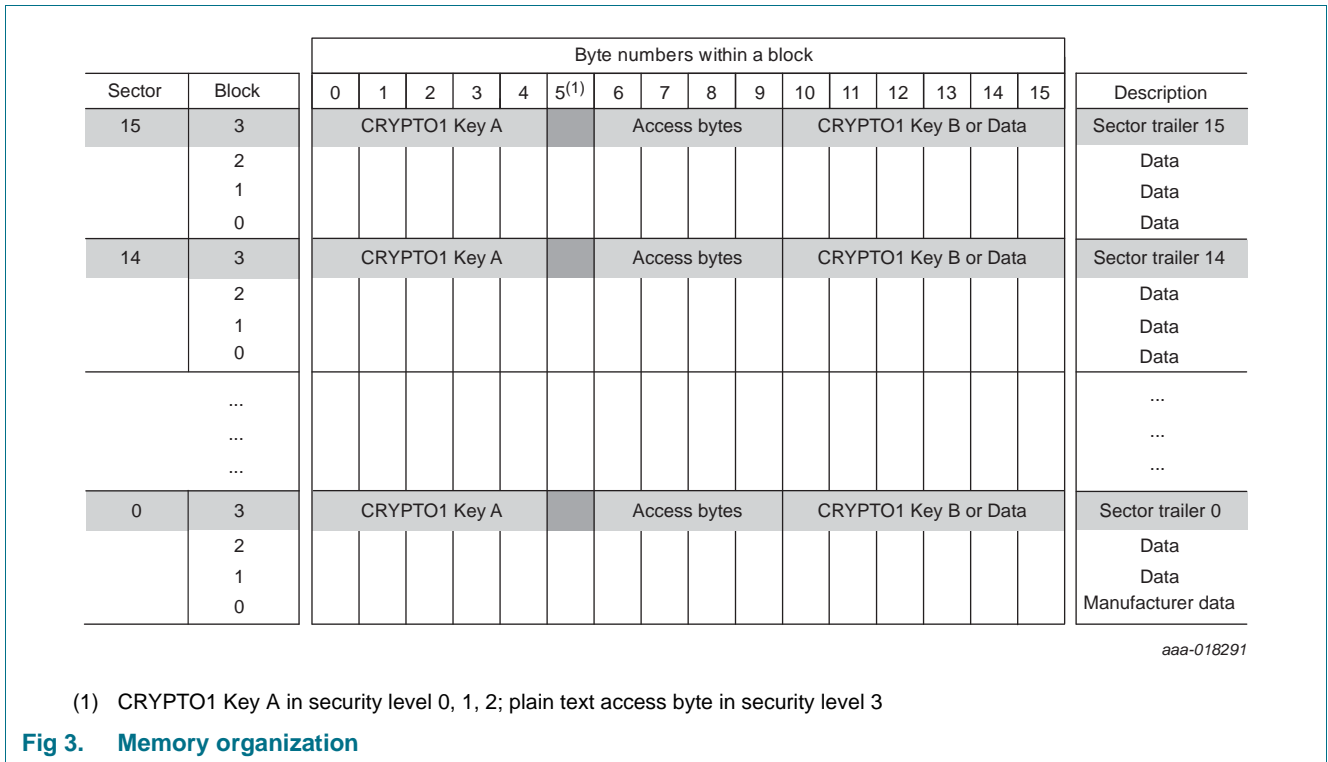 Byte numbers within a block
Sector Block 0 1 2 3 4 5(1) 6 7 8 9 10 11 12 13 14 15 Description
15 3 CRYPTO1 Key A Access bytes CRYPTO1 Key B or Data Sector trailer 15
2 Data
1 Data
0 Data
14 3 CRYPTO1 Key A Access bytes CRYPTO1 Key B or Data Sector trailer 14
2 Data
1 Data
0 Data
... ...
... ...
... ...
0 3 CRYPTO1 Key A Access bytes CRYPTO1 Key B or Data Sector trailer 0
2 Data
1 Data
0 Manufacturer data
aaa-018291
(1) CRYPTO1 Key A in security level 0, 1, 2; plain text access byte in security level 3
Fig 3. Memory organization